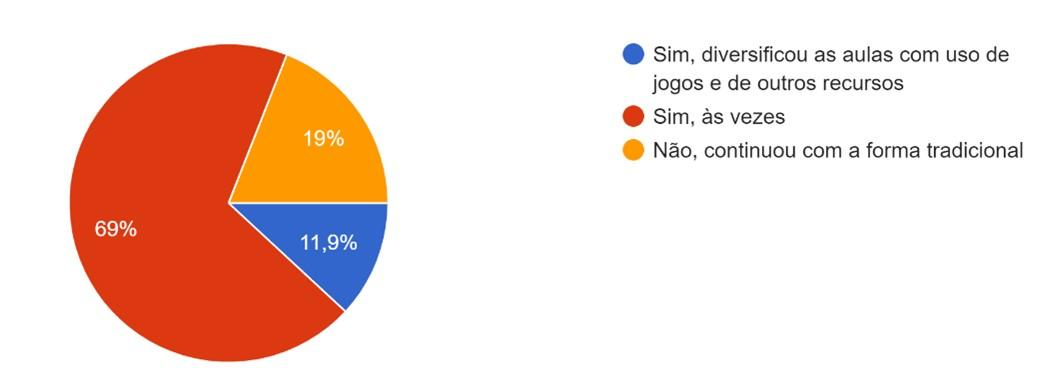 Sim, diversificou as aulas com uso de
jogos e de outros recursos
Sim, às vezes
Não, continuou com a forma tradicional
19%
69%
11,9%